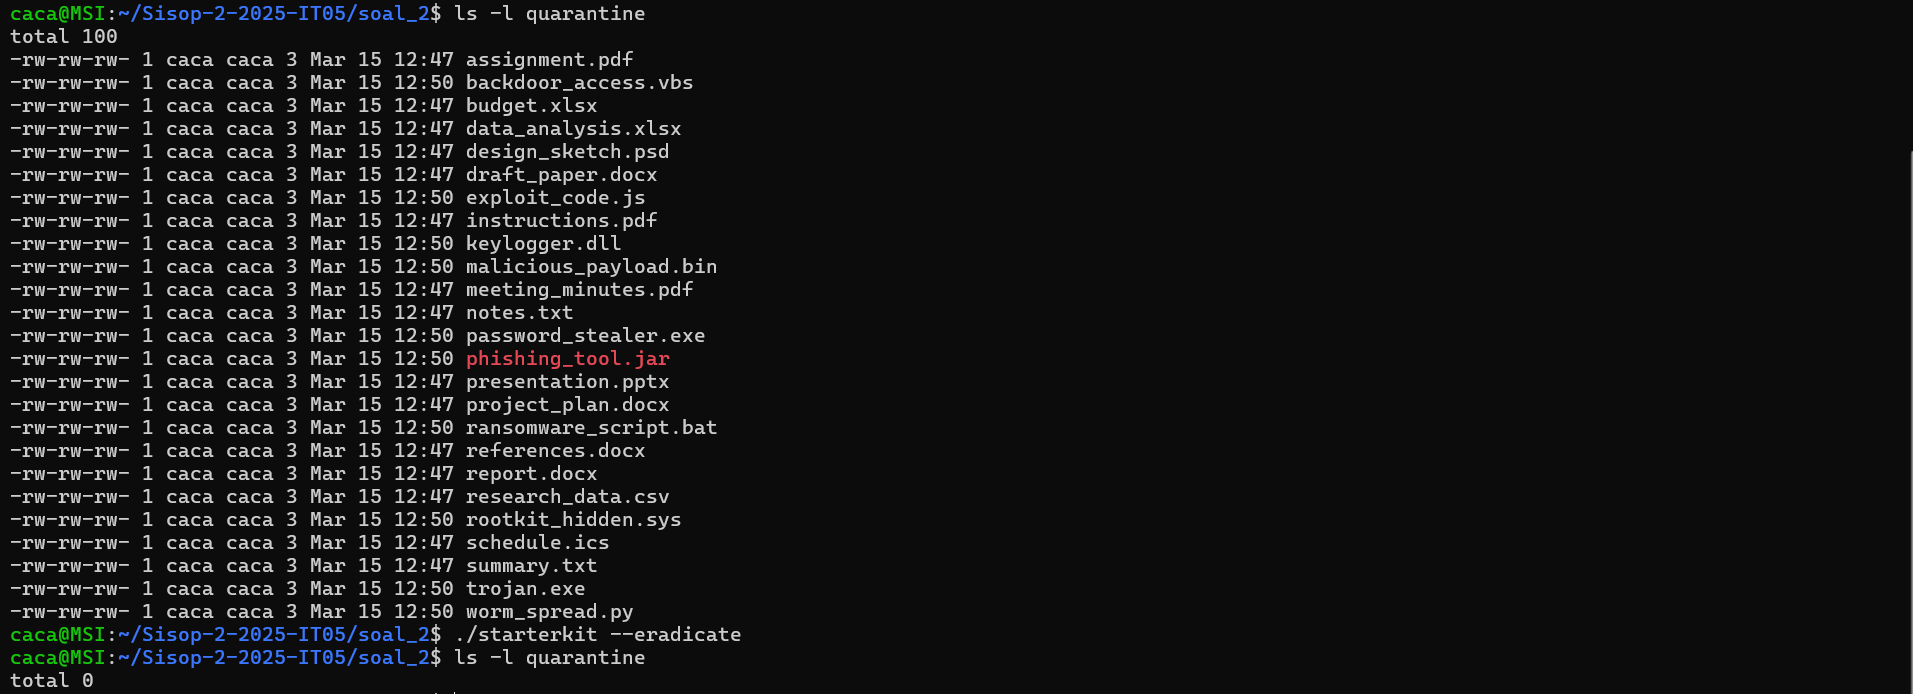 caca@MSI:~/Sisop-2-2025-IT05/soal_2$ ls -l quarantine
total 100
-rw-rw-rw- 1 caca caca 3 Mar 15 12:47 assignment.pdf
-rw-rw-rw- 1 caca caca 3 Mar 15 12:50 backdoor_access.vbs
-rw-rw-rw- 1 caca caca 3 Mar 15 12:47 budget.xlsx
-rw-rw-rw- 1 caca caca 3 Mar 15 12:47 data_analysis.xlsx
-rw-rw-rw- 1 caca caca 3 Mar 15 12:47 design_sketch.psd
-rw-rw-rw- 1 caca caca 3 Mar 15 12:47 draft_paper.docx
-rw-rw-rw- 1 caca caca 3 Mar 15 12:50 exploit_code.js
-rw-rw-rw- 1 caca caca 3 Mar 15 12:47 instructions.pdf
-rw-rw-rw- 1 caca caca 3 Mar 15 12:50 keylogger.dll
-rw-rw-rw- 1 caca caca 3 Mar 15 12:50 malicious_payload.bin
-rw-rw-rw- 1 caca caca 3 Mar 15 12:47 meeting_minutes.pdf
-rw-rw-rw- 1 caca caca 3 Mar 15 12:47 notes.txt
-rw-rw-rw- 1 caca caca 3 Mar 15 12:50 password_stealer.exe
-rw-rw-rw- 1 caca caca 3 Mar 15 12:50 phishing_tool.jar
-rw-rw-rw- 1 caca caca 3 Mar 15 12:47 presentation.pptx
-rw-rw-rw- 1 caca caca 3 Mar 15 12:47 project_plan.docx
-rw-rw-rw- 1 caca caca 3 Mar 15 12:50 ransomware_script.bat
-rw-rw-rw- 1 caca caca 3 Mar 15 12:47 references.docx
-rw-rw-rw- 1 caca caca 3 Mar 15 12:47 report.docx
-rw-rw-rw- 1 caca caca 3 Mar 15 12:47 research_data.csv
-rw-rw-rw- 1 caca caca 3 Mar 15 12:50 rootkit_hidden.sys
-rw-rw-rw- 1 caca caca 3 Mar 15 12:47 schedule.ics
-rw-rw-rw- 1 caca caca 3 Mar 15 12:47 summary.txt
-rw-rw-rw- 1 caca caca 3 Mar 15 12:50 trojan.exe
-rw-rw-rw- 1 caca caca 3 Mar 15 12:50 worm_spread.py
caca@MSI:~/Sisop-2-2025-IT05/soal_2$ ./starterkit --eradicate
caca@MSI:~/Sisop-2-2025-IT05/soal_2$ ls -l quarantine
total 0